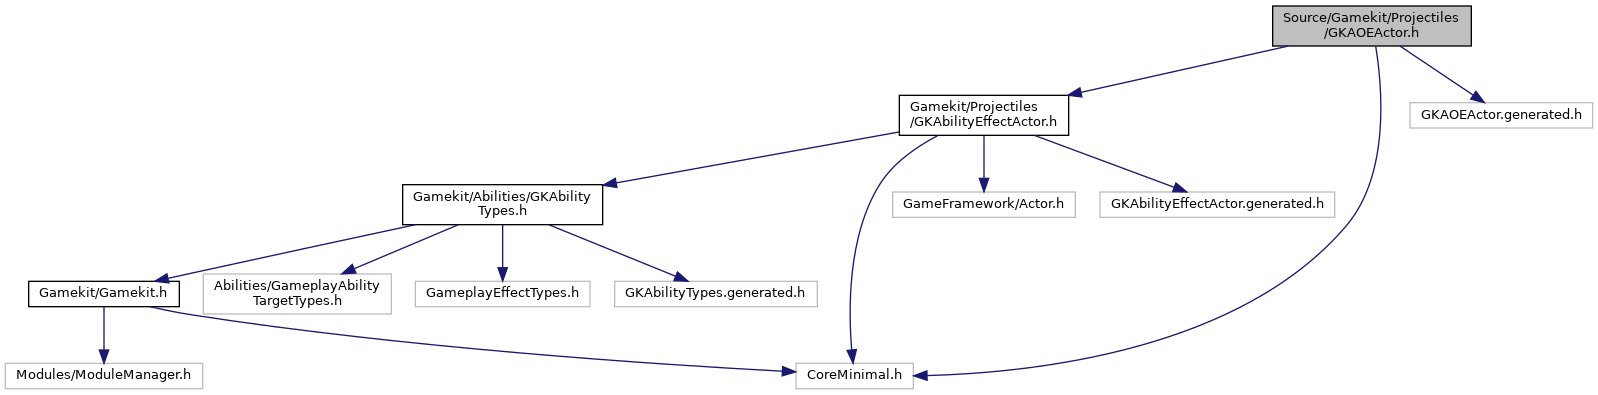 Source/Gamekit/Projectiles
/GKAOEActor.h
Gamekit/Projectiles
/GKAbilityEffectActor.h
GKAOEActor.generated.h
Gamekit/Abilities/GKAbility
Types.h
GameFramework/Actor.h
GKAbilityEffectActor.generated.h
Gamekit/Gamekit.h
Abilities/GameplayAbility
TargetTypes.h
GameplayEffectTypes.h
GKAbilityTypes.generated.h
Modules/ModuleManager.h
CoreMinimal.h